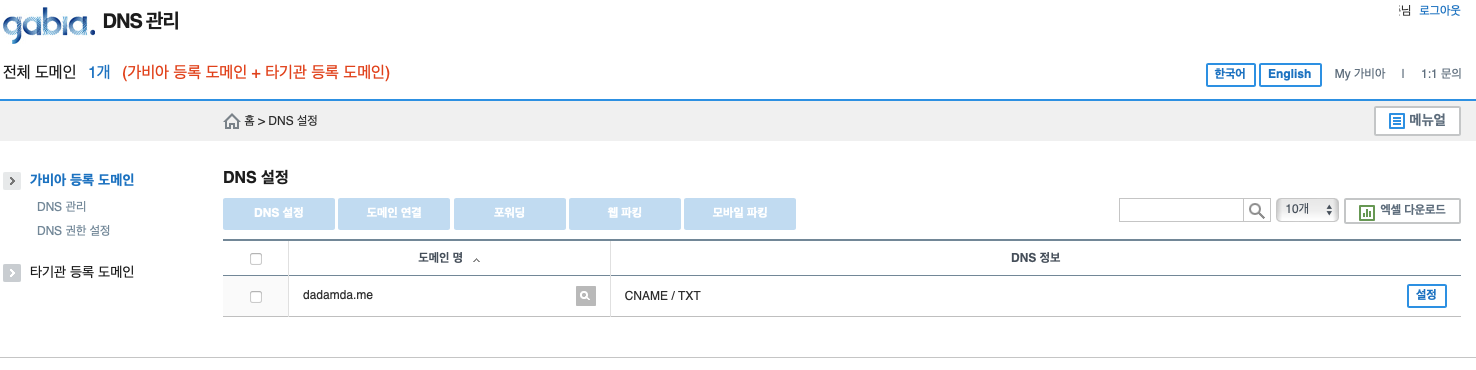 gabia. DNS 관리
님 로그아웃
전체 도메인 1개 (가비아 등록 도메인 + 타기관 등록 도메인)
한국어 English My 가비아 | 1:1 문의
홈 > DNS 설정
메뉴얼
가비아 등록 도메인
DNS 관리
DNS 권한 설정
타기관 등록 도메인
DNS 설정
DNS 설정 도메인 연결 포워딩 웹 파킹 모바일 파킹
10개 엑셀 다운로드
도메인 명 DNS 정보
dadamda.me CNAME / TXT 설정